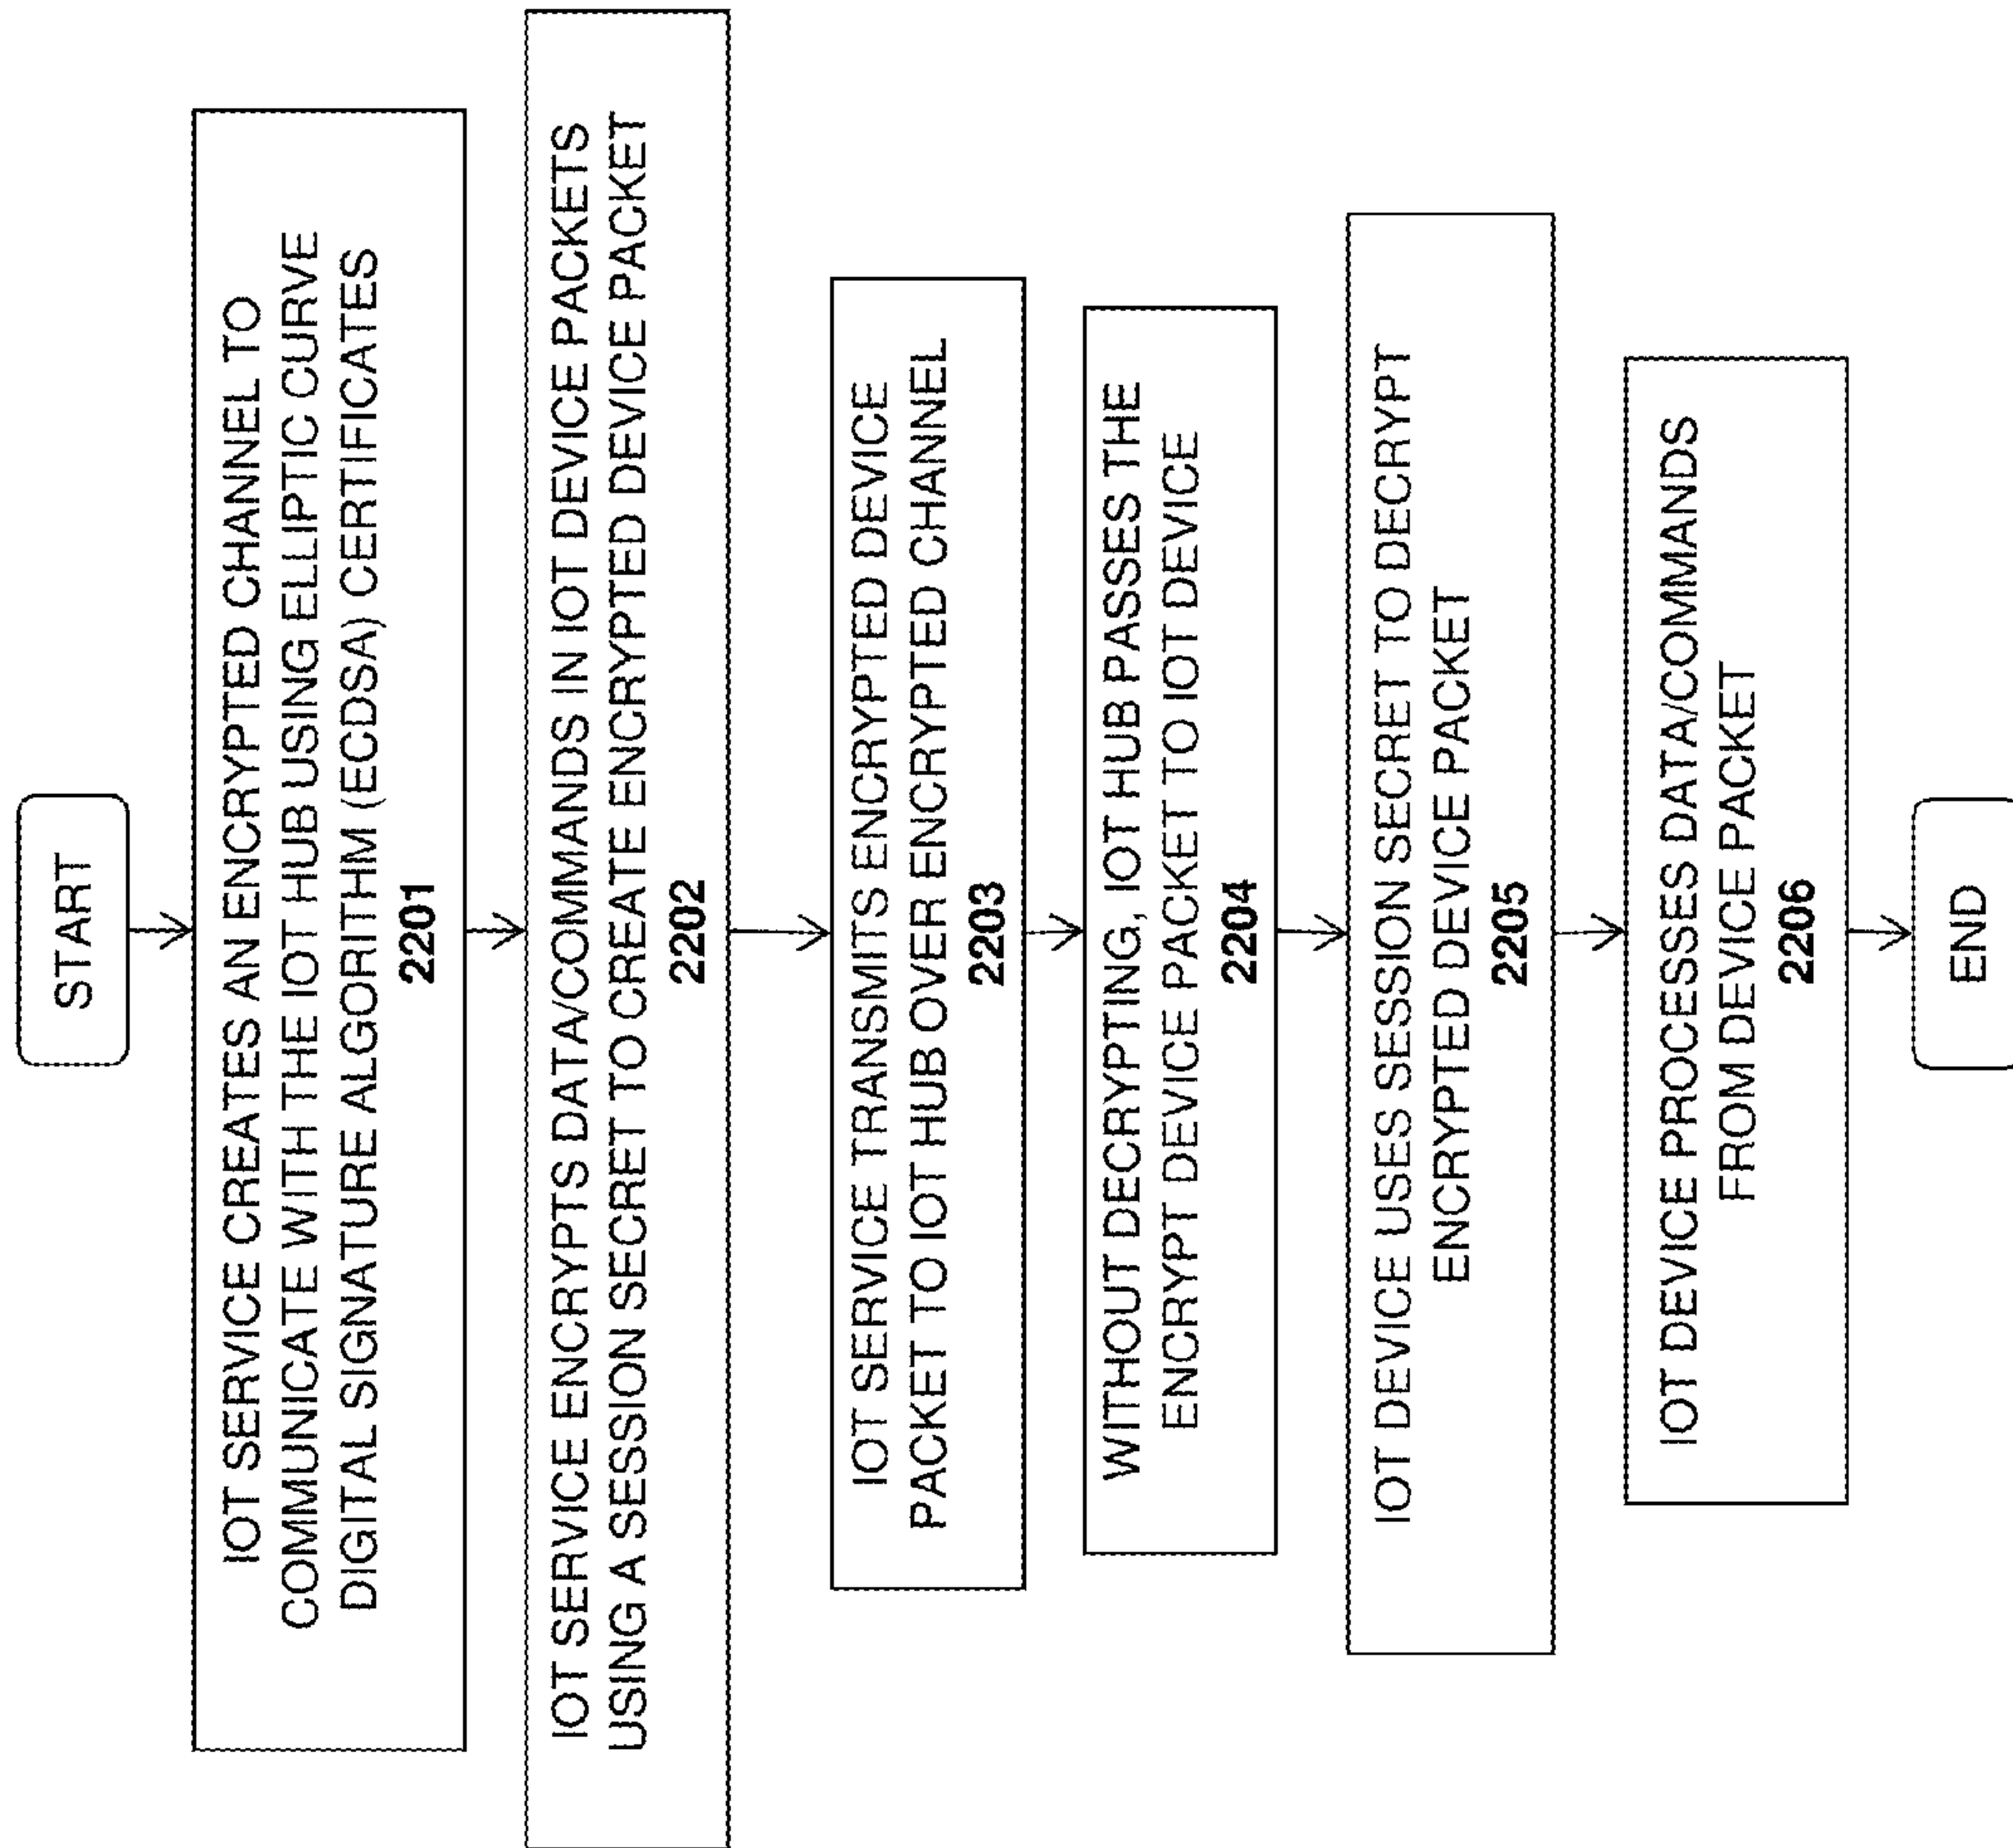 START
IOT SERVICE CREATES AN ENCRYPTED CHANNEL TO
COMMUNICATE WITH THE IOT HUB USING ELLIPTIC CURVE
DIGITAL SIGNATURE ALGORITHM (ECDSA) CERTIFICATES
2201
IOT SERVICE ENCRYPTS DATA/COMMANDS IN IOT DEVICE PACKETS
USING A SESSION SECRET TO CREATE ENCRYPTED DEVICE PACKET
2202
IOT SERVICE TRANSMITS ENCRYPTED DEVICE
PACKET TO IOT HUB OVER ENCRYPTED CHANNEL
2203
WITHOUT DECRYPTING, IOT HUB PASSES THE
ENCRYPT DEVICE PACKET TO IOT DEVICE
2204
IOT DEVICE USES SESSION SECRET TO DECRYPT
ENCRYPTED DEVICE PACKET
2205
IOT DEVICE PROCESSES DATA/COMMANDS
FROM DEVICE PACKET
2206
END